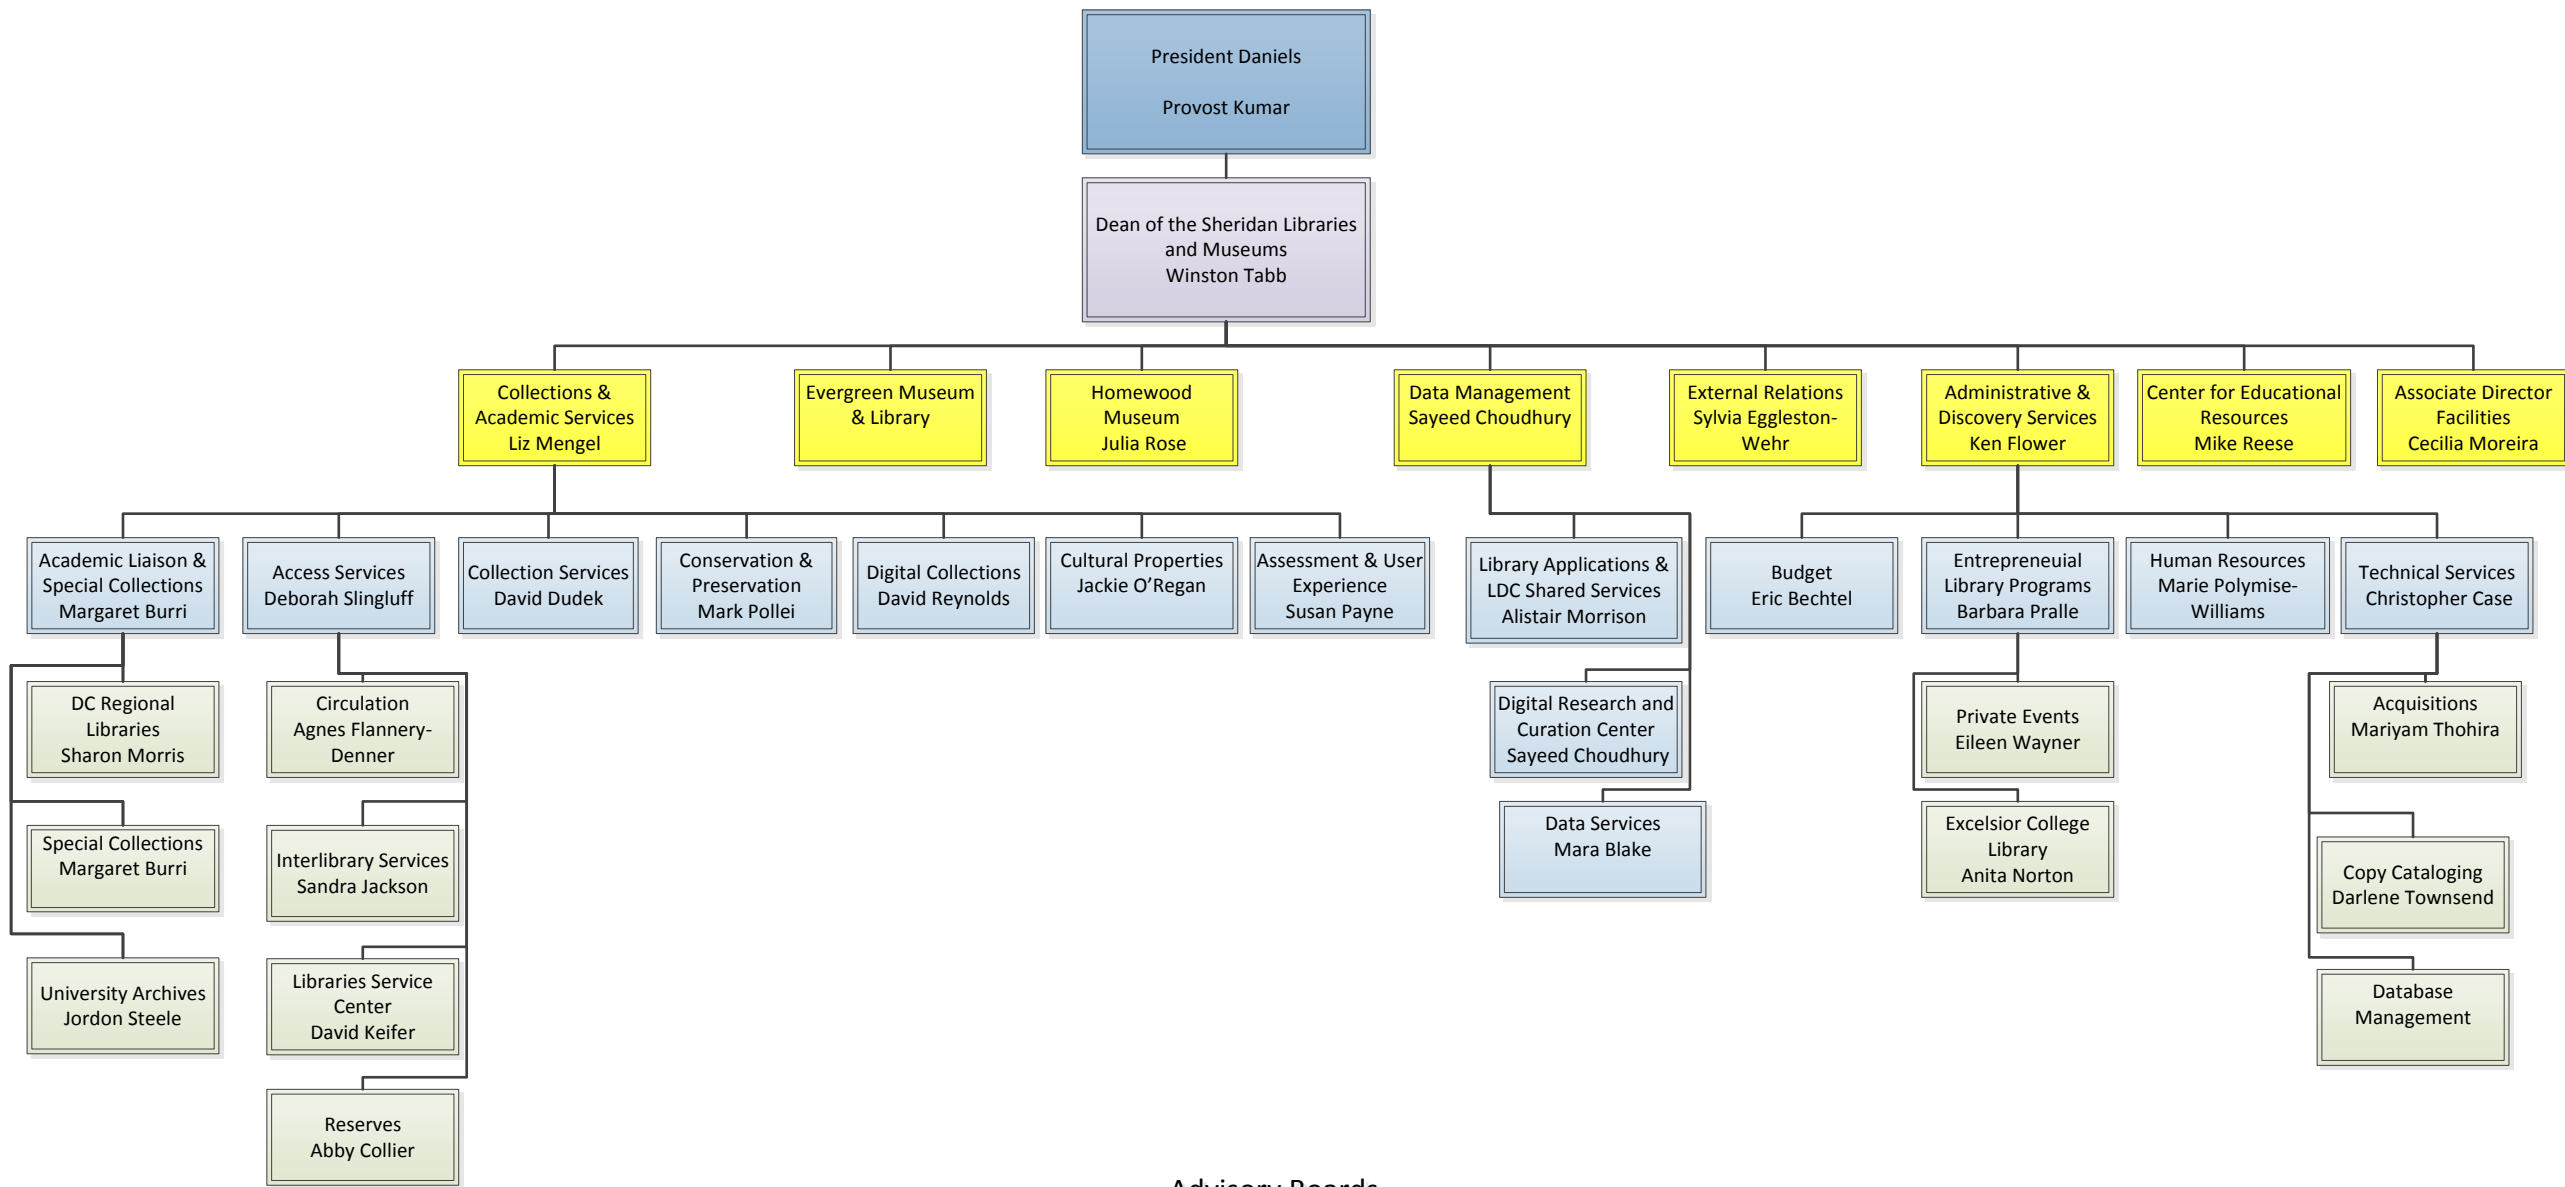 President Daniels
Provost Kumar
Dean of the Sheridan Libraries
and Museums
Winston Tabb
Collections &
Academic Services
Liz Mengel
Evergreen Museum
& Library
Homewood
Museum
Julia Rose
Data Management
Sayeed Choudhury
External Relations
Sylvia Eggleston-
Wehr
Administrative &
Discovery Services
Ken Flower
Center for Educational
Resources
Mike Reese
Associate Director
Facilities
Cecilia Moreira
Academic Liaison &
Special Collections
Margaret Burri
Access Services
Deborah Slingluff
Collection Services
David Dudek
Conservation &
Preservation
Mark Pollei
Digital Collections
David Reynolds
Cultural Properties
Jackie O’Regan
Assessment & User
Experience
Susan Payne
Library Applications &
LDC Shared Services
Alistair Morrison
Budget
Eric Bechtel
Entrepreneuial
Library Programs
Barbara Pralle
Human Resources
Marie Polymise-
Williams
Technical Services
Christopher Case
DC Regional
Libraries
Sharon Morris
Circulation
Agnes Flannery-
Denner
Digital Research and
Curation Center
Sayeed Choudhury
Private Events
Eileen Wayner
Acquisitions
Mariyam Thohira
Special Collections
Margaret Burri
Interlibrary Services
Sandra Jackson
Data Services
Mara Blake
Excelsior College
Library
Anita Norton
Copy Cataloging
Darlene Townsend
University Archives
Jordon Steele
Libraries Service
Center
David Keifer
Database
Management
Reserves
Abby Collier
Advisory Boards